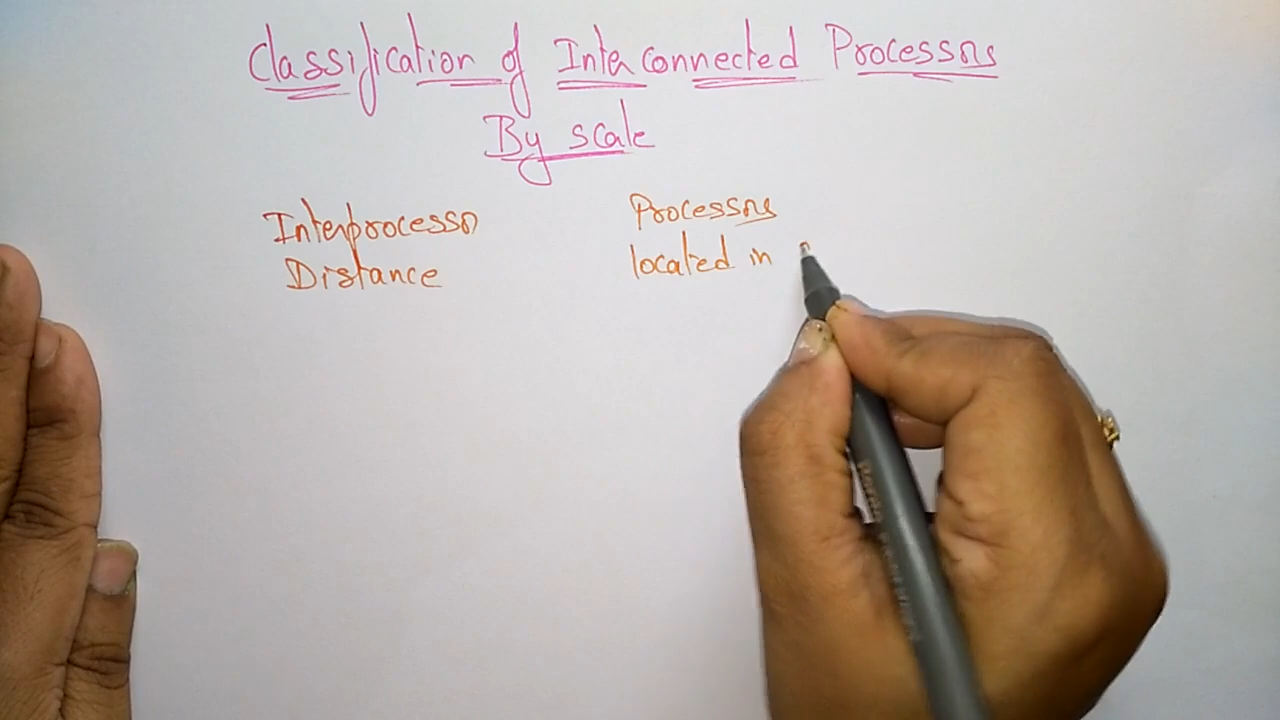 Classification of Interconnected Processors
By scale
Interprocessor
Distance
Processors
located in